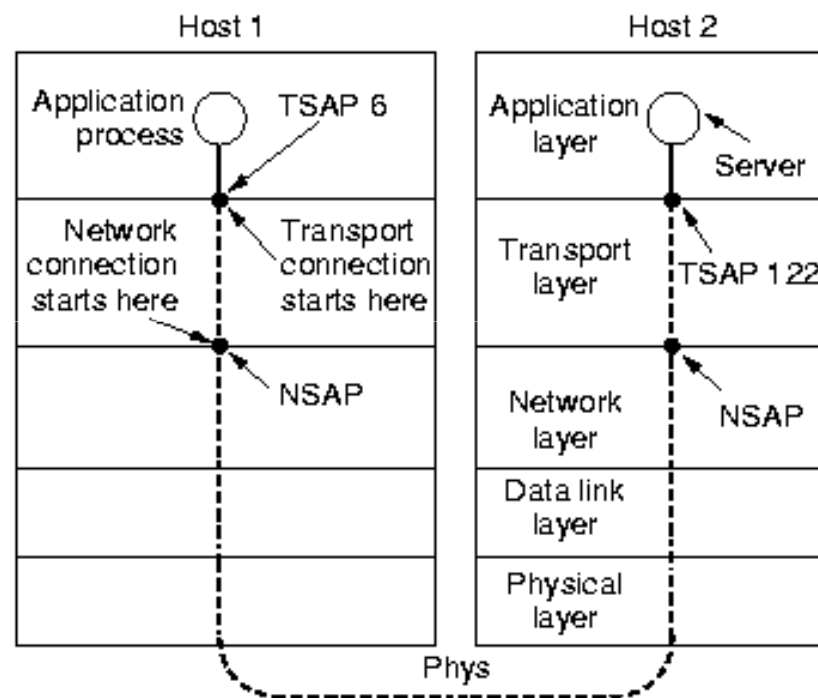 Host 1
Host 2
Application
process
TSAP 6
Application
layer
Server
Network
connection
starts here
Transport
connection
starts here
Transport
layer
TSAP 122
NSAP
Network
layer
NSAP
Data link
layer
Physical
layer
Phys